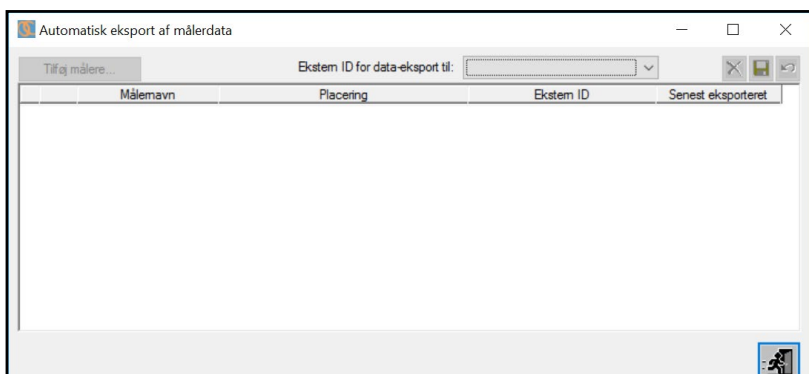 Automatisk eksport af målerdata
Tilføj målere...
Ekstern ID for data-eksport til:
Målernavn Placering Ekstern ID Senest eksporteret